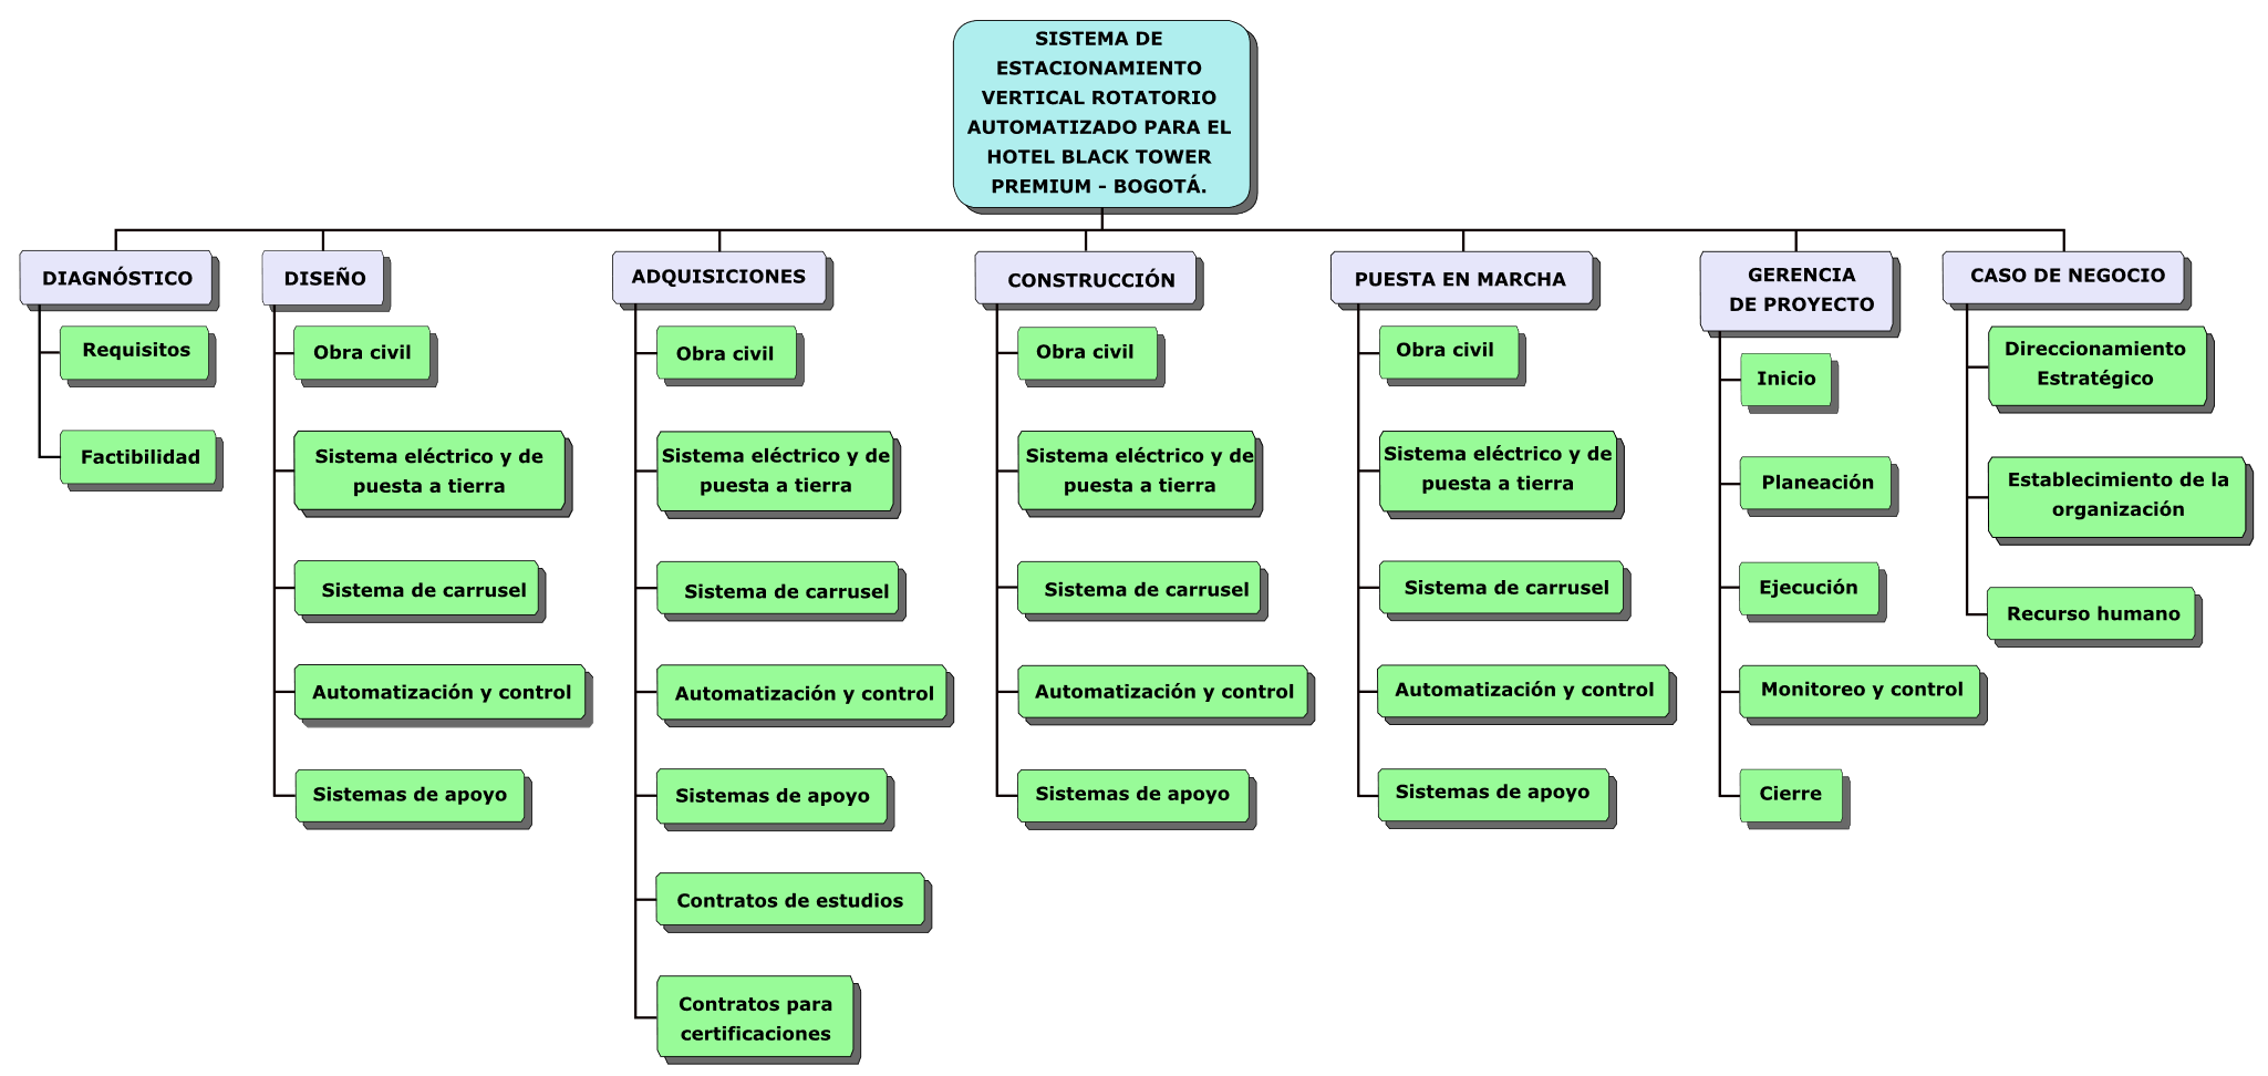 SISTEMA DE
ESTACIONAMIENTO
VERTICAL ROTATORIO
AUTOMATIZADO PARA EL
HOTEL BLACK TOWER
PREMIUM - BOGOTÁ.
DIAGNÓSTICO
Requisitos
Factibilidad
DISEÑO
Obra civil
Sistema eléctrico y de
puesta a tierra
Sistema de carrusel
Automatización y control
Sistemas de apoyo
ADQUISICIONES
Obra civil
Sistema eléctrico y de
puesta a tierra
Sistema de carrusel
Automatización y control
Sistemas de apoyo
Contratos de estudios
Contratos para
certificaciones
CONSTRUCCIÓN
Obra civil
Sistema eléctrico y de
puesta a tierra
Sistema de carrusel
Automatización y control
Sistemas de apoyo
PUESTA EN MARCHA
Obra civil
Sistema eléctrico y de
puesta a tierra
Sistema de carrusel
Automatización y control
Sistemas de apoyo
GERENCIA
DE PROYECTO
Inicio
Planeación
Ejecución
Monitoreo y control
Cierre
CASO DE NEGOCIO
Direccionamiento
Estratégico
Establecimiento de la
organización
Recurso humano